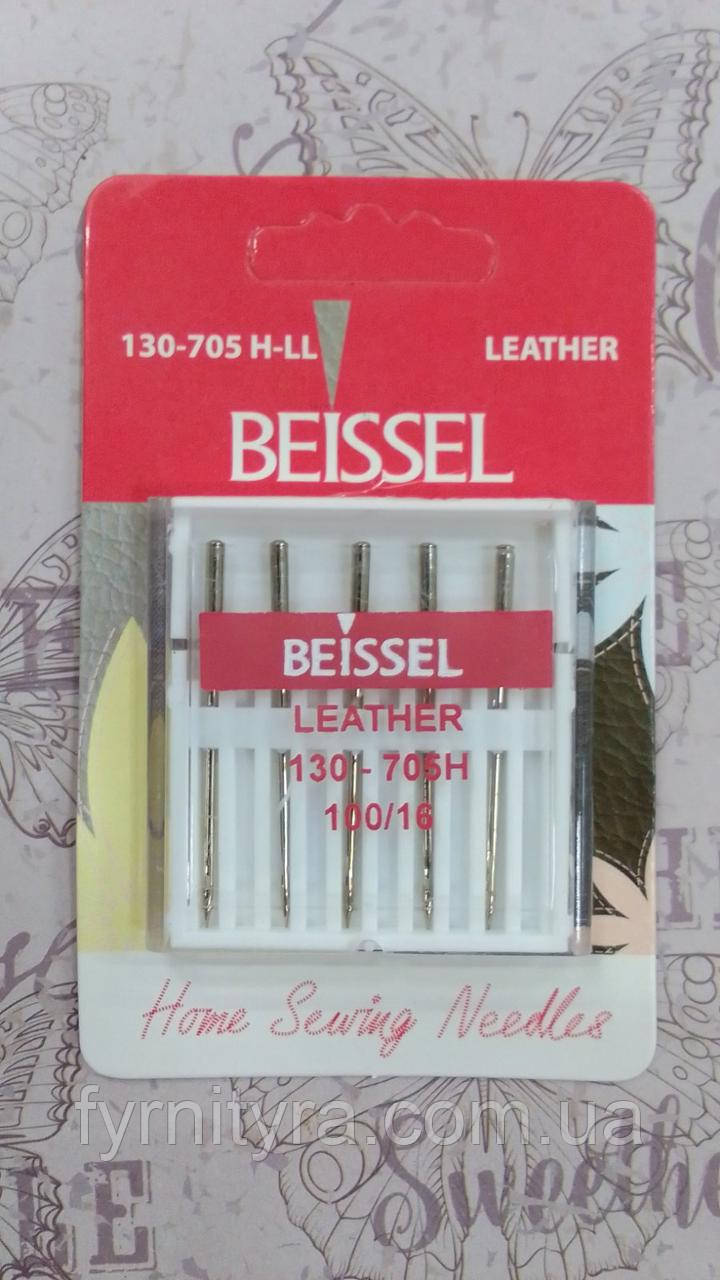 130-705 H-LL LEATHER
BEISSEL
BEISSEL
LEATHER
130 - 705H
100/16
Home Sewing Needles
fyrnityra.com.ua